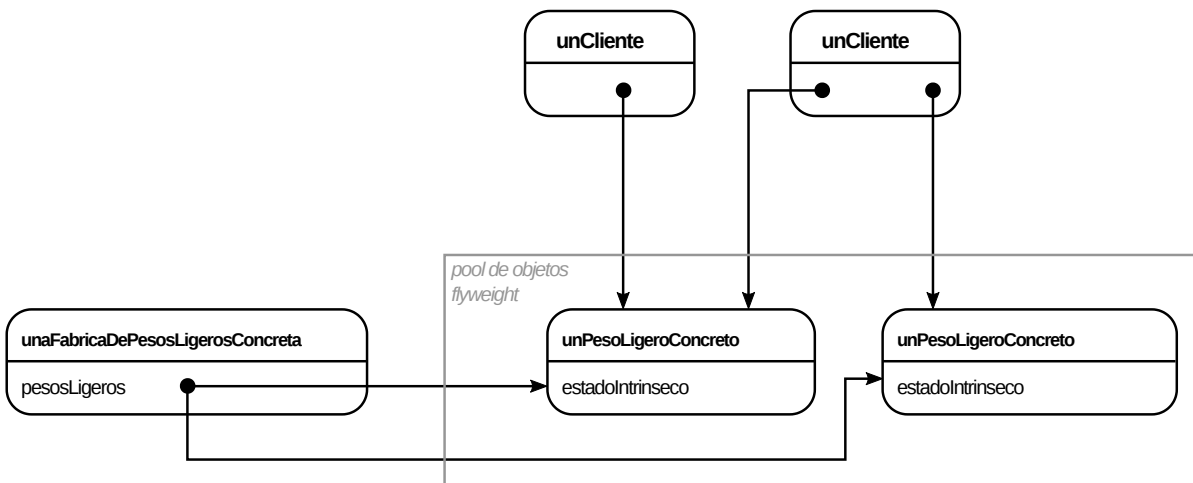 unCliente
unCliente
pool de objetos
flyweight
unaFabricaDePesosLigerosConcreta
pesosLigeros
unPesoLigeroConcreto
estadoIntrinseco
unPesoLigeroConcreto
estadoIntrinseco